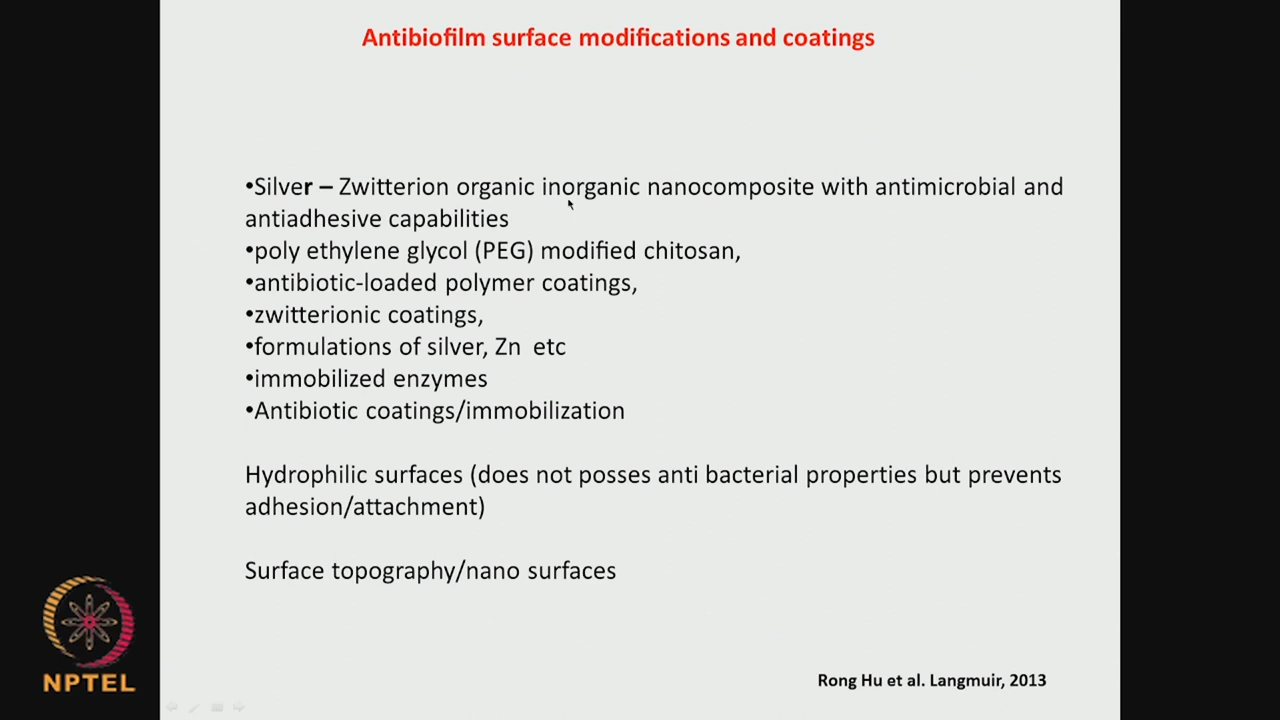 Antibiofilm surface modifications and coatings
•Silver – Zwitterion organic inorganic nanocomposite with antimicrobial and
antiadhesive capabilities
•poly ethylene glycol (PEG) modified chitosan,
•antibiotic-loaded polymer coatings,
•zwitterionic coatings,
•formulations of silver, Zn etc
•immobilized enzymes
•Antibiotic coatings/immobilization
Hydrophilic surfaces (does not posses anti bacterial properties but prevents
adhesion/attachment)
Surface topography/nano surfaces
Rong Hu et al. Langmuir, 2013
NPTEL